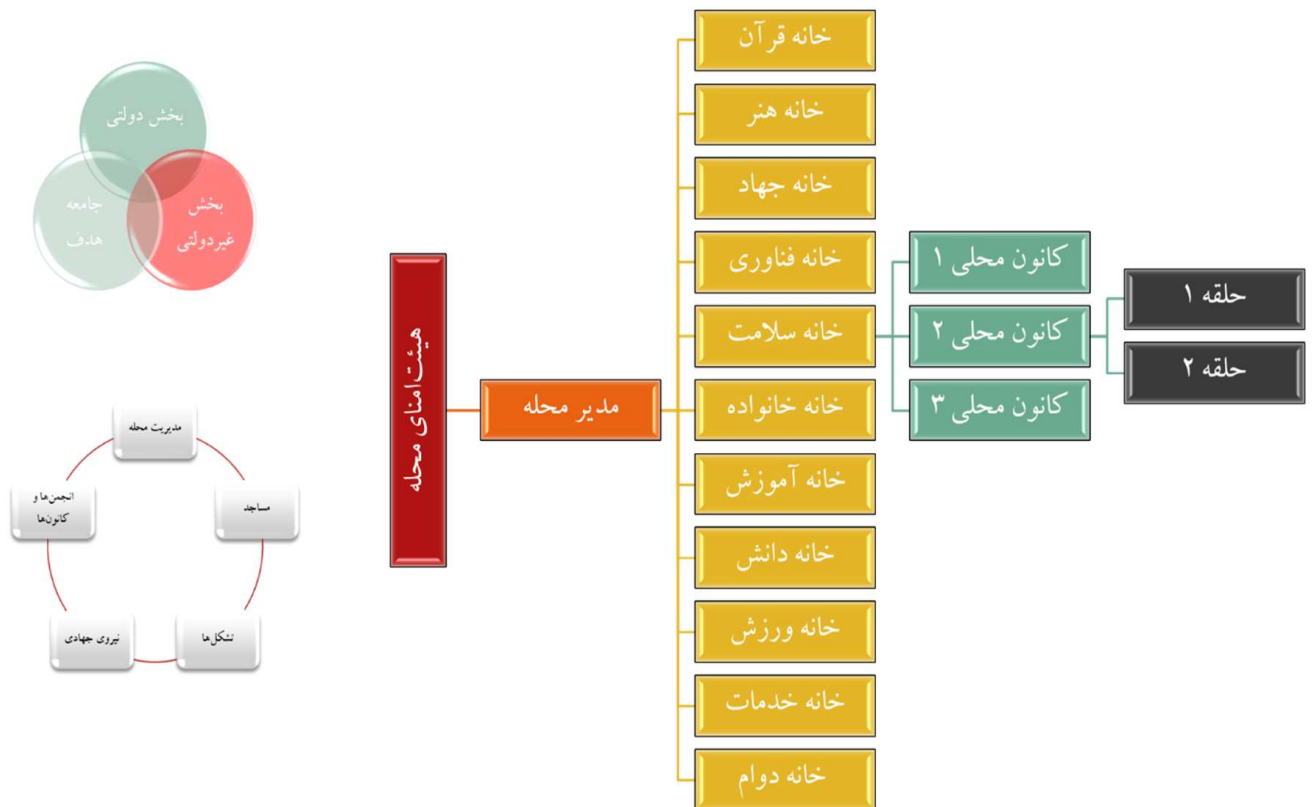 بخش دولتی
جامعه
هدف
بخش
غیردولتی
مدیریت محله
انجمن‌ها و
کانون‌ها
مساجد
نیروی جهادی
تشکل‌ها
هیئت‌امنای محله
مدیر محله
خانه قرآن
خانه هنر
خانه جهاد
خانه فناوری
خانه سلامت
خانه خانواده
خانه آموزش
خانه دانش
خانه ورزش
خانه خدمات
خانه دوام
کانون محلی ۱
کانون محلی ۲
کانون محلی ۳
حلقه ۱
حلقه ۲